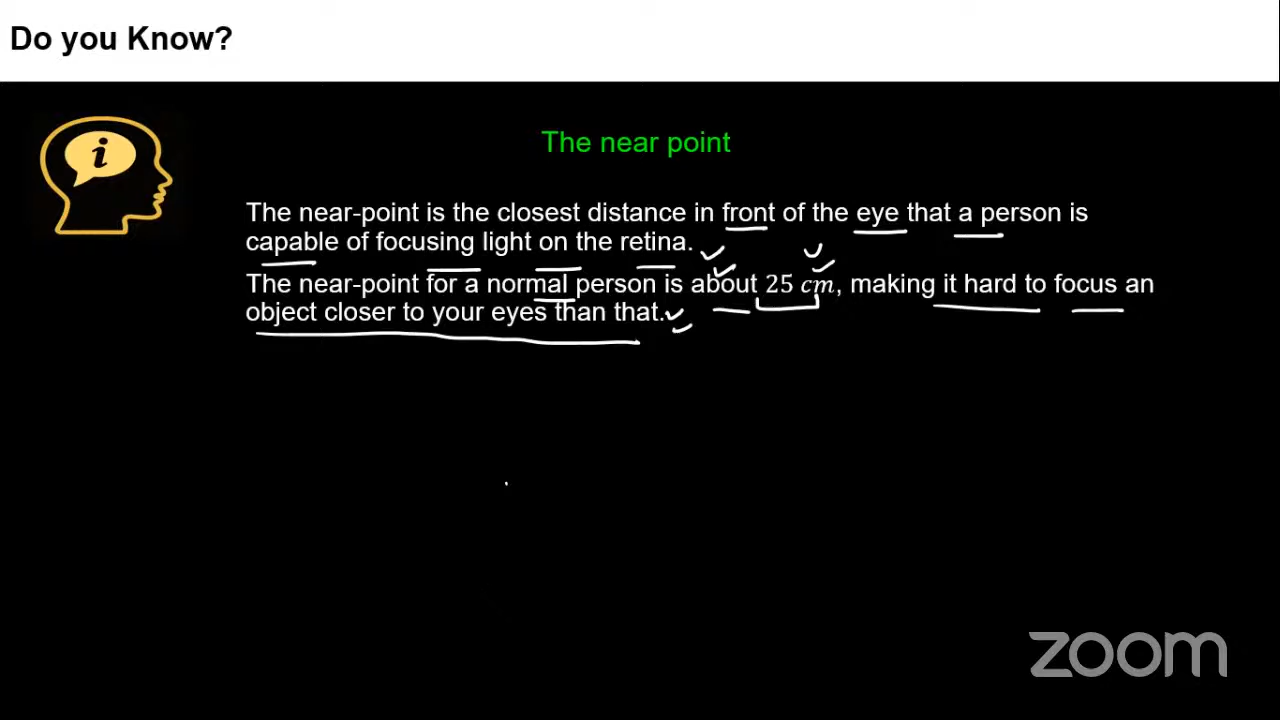 Do you Know?
i
The near point
The near-point is the closest distance in front of the eye that a person is
capable of focusing light on the retina.
The near-point for a normal person is about 25 cm, making it hard to focus an
object closer to your eyes than that.
zoom